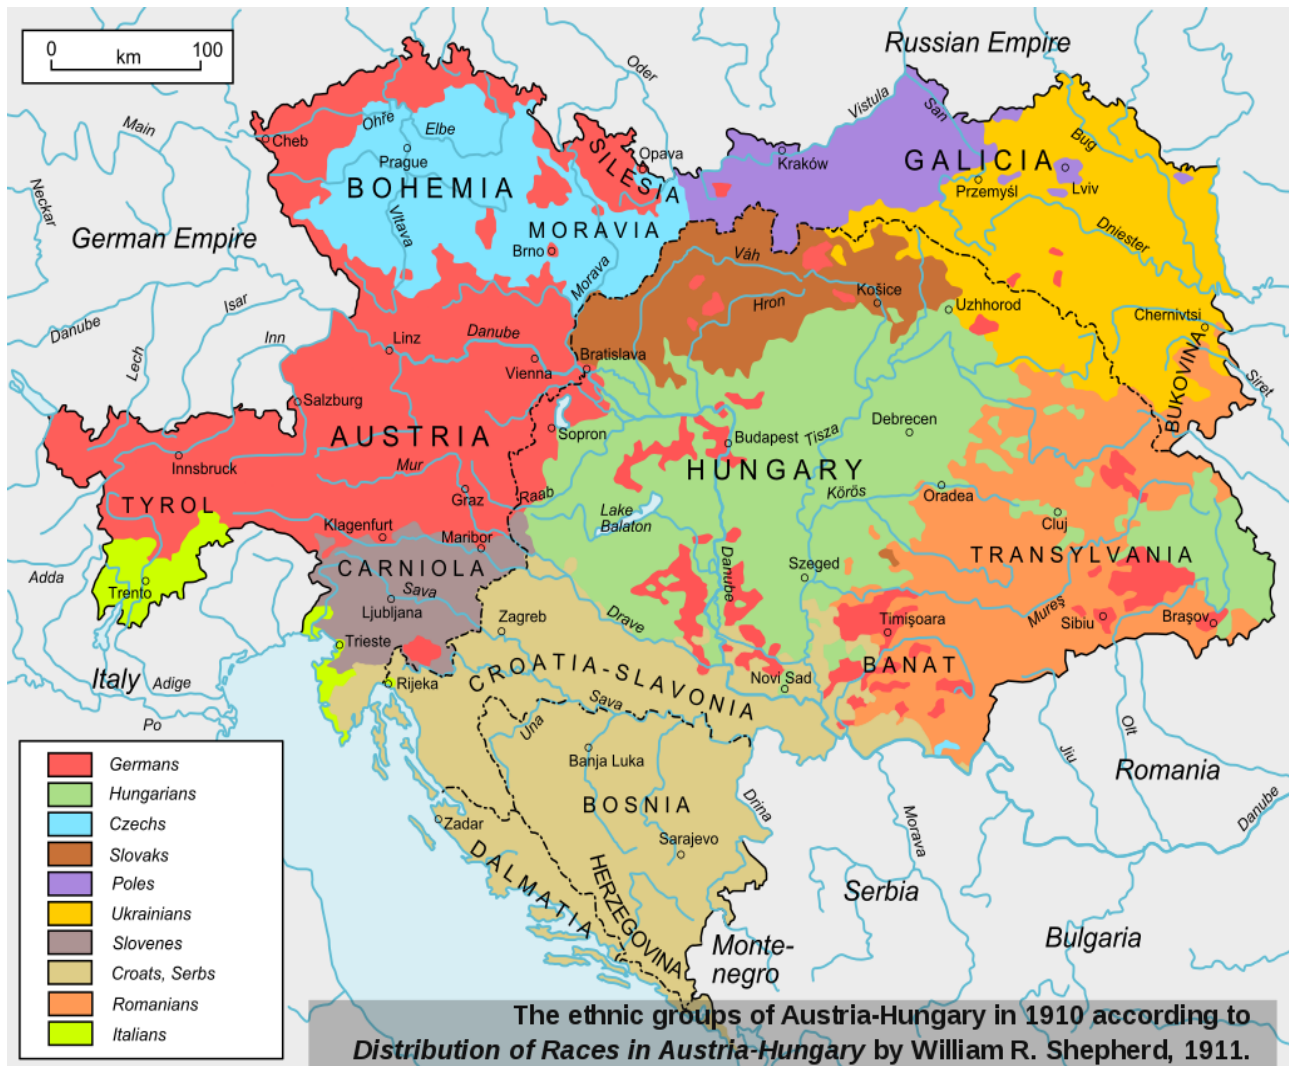 0 100
km
Russian Empire
Oder
Vistula
San
Bug
Main
Ohře
Elbe
Cheb
Prague
Opava
SILESIA
Kraków
GALICIA
Przemyśl
Lviv
Neckar
BOHEMIA
Vltava
MORAVIA
Brno
Morava
German Empire
Váh
Dniester
Hron
Košice
Uzhhorod
Chernivtsi
Isar
Danube
Lech
Inn
Linz
Danube
Vienna
Bratislava
BUKOVINA
Siret
Salzburg
AUSTRIA
Sopron
Budapest
Tisza
Debrecen
HUNGARY
Innsbruck
Mur
Graz
Raab
Körös
Oradea
Lake
Balaton
Cluj
TYROL
Klagenfurt
Maribor
TRANSYLVANIA
Adda
Trento
CARNIOLA
Sava
Ljubljana
Danube
Szeged
Mureş
Sibiu
Braşov
Timişoara
Zagreb
Drave
Trieste
BANAT
Italy
Adige
Po
Rijeka
CROATIA-SLAVONIA
Novi Sad
Sava
Una
Banja Luka
BOSNIA
Drina
Sarajevo
Zadar
DALMATIA
HERZEGOVINA
Jiu
Olt
Romania
Morava
Danube
Serbia
Bulgaria
Monte-
negro
Germans
Hungarians
Czechs
Slovaks
Poles
Ukrainians
Slovenes
Croats, Serbs
Romanians
Italians
The ethnic groups of Austria-Hungary in 1910 according to
Distribution of Races in Austria-Hungary by William R. Shepherd, 1911.